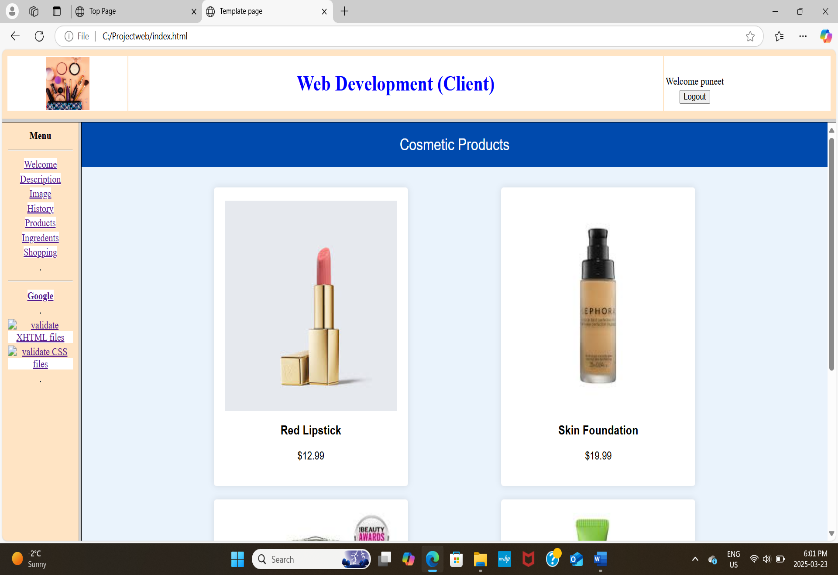 Top Page
Template page
File
C:/Projectweb/index.html
Web Development (Client)
Welcome puneet
Logout
Menu
Welcome
Description
Image
History
Products
Ingredents
Shopping
.
Google
.
validate
XHTML files
validate CSS
files
.
Cosmetic Products
SEPHORA
Red Lipstick
$12.99
Skin Foundation
$19.99
BEAUTY
AWARDS
-2°C
Sunny
Search
ENG
US
6:01 PM
2025-03-23